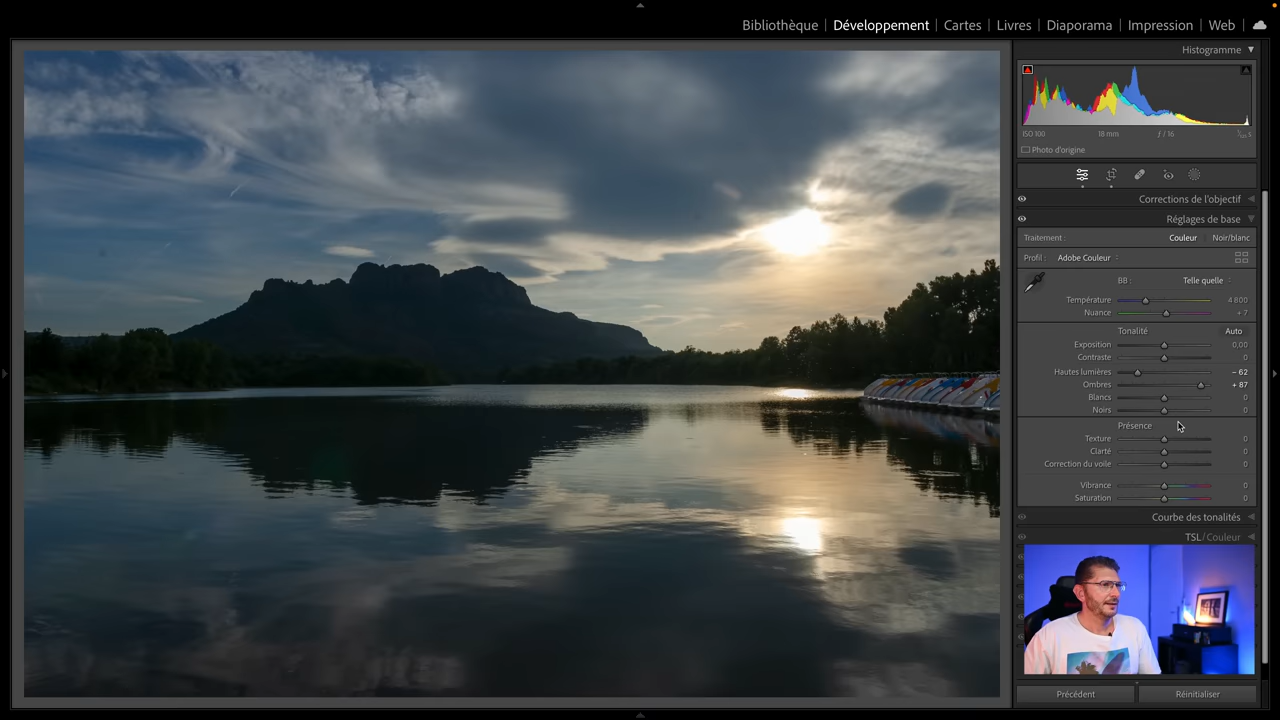 Bibliothèque | Développement | Cartes | Livres | Diaporama | Impression | Web
Histogramme
ISO 100 18 mm ƒ / 16
Photo d'origine
Corrections de l'objectif
Réglages de base
Traitement : Couleur Noir/blanc
Profil : Adobe Couleur
BB : Telle quelle
Température 4 800
Nuance + 7
Tonalité Auto
Exposition 0,00
Contraste 0
Hautes lumières − 62
Ombres + 87
Blancs 0
Noirs 0
Présence
Texture 0
Clarté 0
Correction du voile 0
Vibrance 0
Saturation 0
Courbe des tonalités
TSL / Couleur
Précédent Réinitialiser